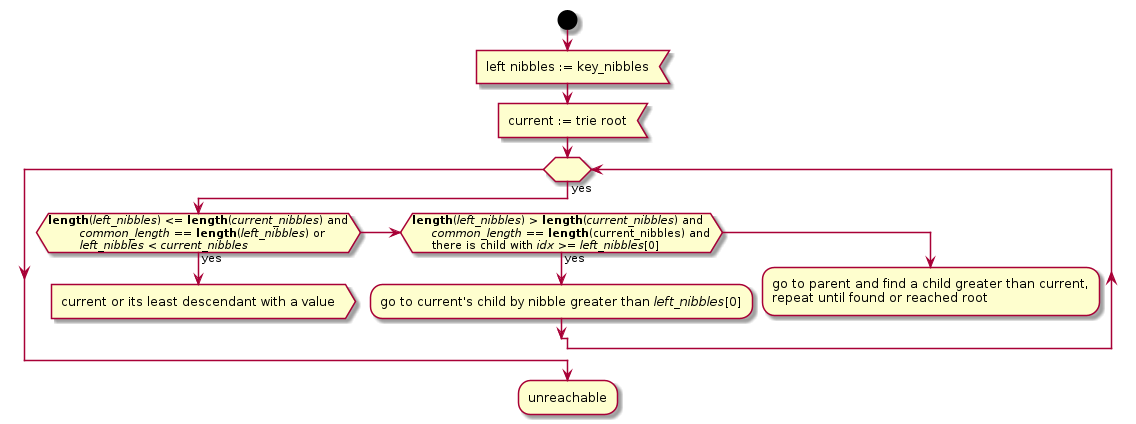 left nibbles := key_nibbles
current := trie root
yes
length(left_nibbles) <= length(current_nibbles) and
common_length == length(left_nibbles) or
left_nibbles < current_nibbles
yes
current or its least descendant with a value
length(left_nibbles) > length(current_nibbles) and
common_length == length(current_nibbles) and
there is child with idx >= left_nibbles[0]
yes
go to current's child by nibble greater than left_nibbles[0]
go to parent and find a child greater than current,
repeat until found or reached root
unreachable